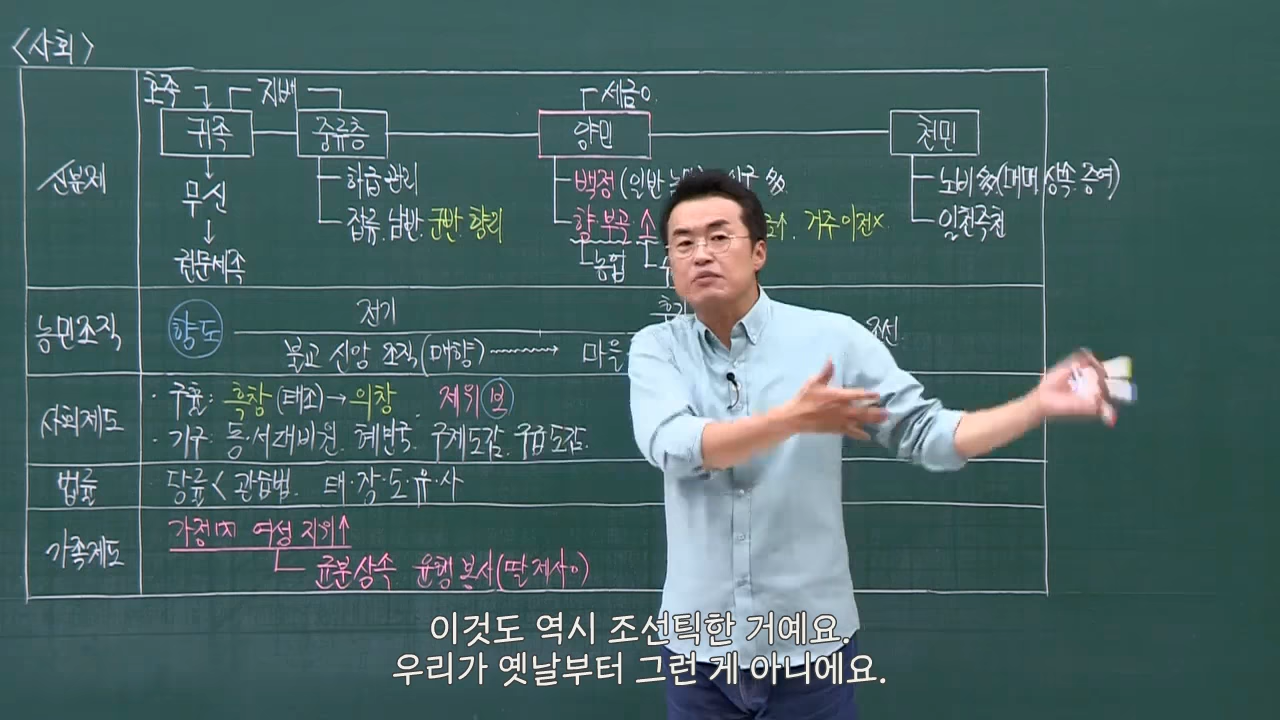 <사회>
신분제
호족 지배 세금o
귀족 중류층 양민 천민
무신 하급관리 백정 (일반 농민 노비 多 (매매 상속 증여)
잡류. 남반. 군반. 향리 향·부곡·소 거주이전x 일천즉천
권문세족 농업
농민조직
향도 전기 후기
불교 신앙 조직 (매향) 마을 조선
사회제도
· 구휼: 흑창 (태조)→의창 제위보
· 기구: 동·서대비원. 혜민국. 구제도감. 구급도감.
법률
당률 < 관습법. 태·장·도·유·사
가족제도
가정내 여성 지위↑
균분상속 윤행 봉사 (딸 제사o)
이것도 역시 조선틱한 거예요.
우리가 옛날부터 그런 게 아니에요.